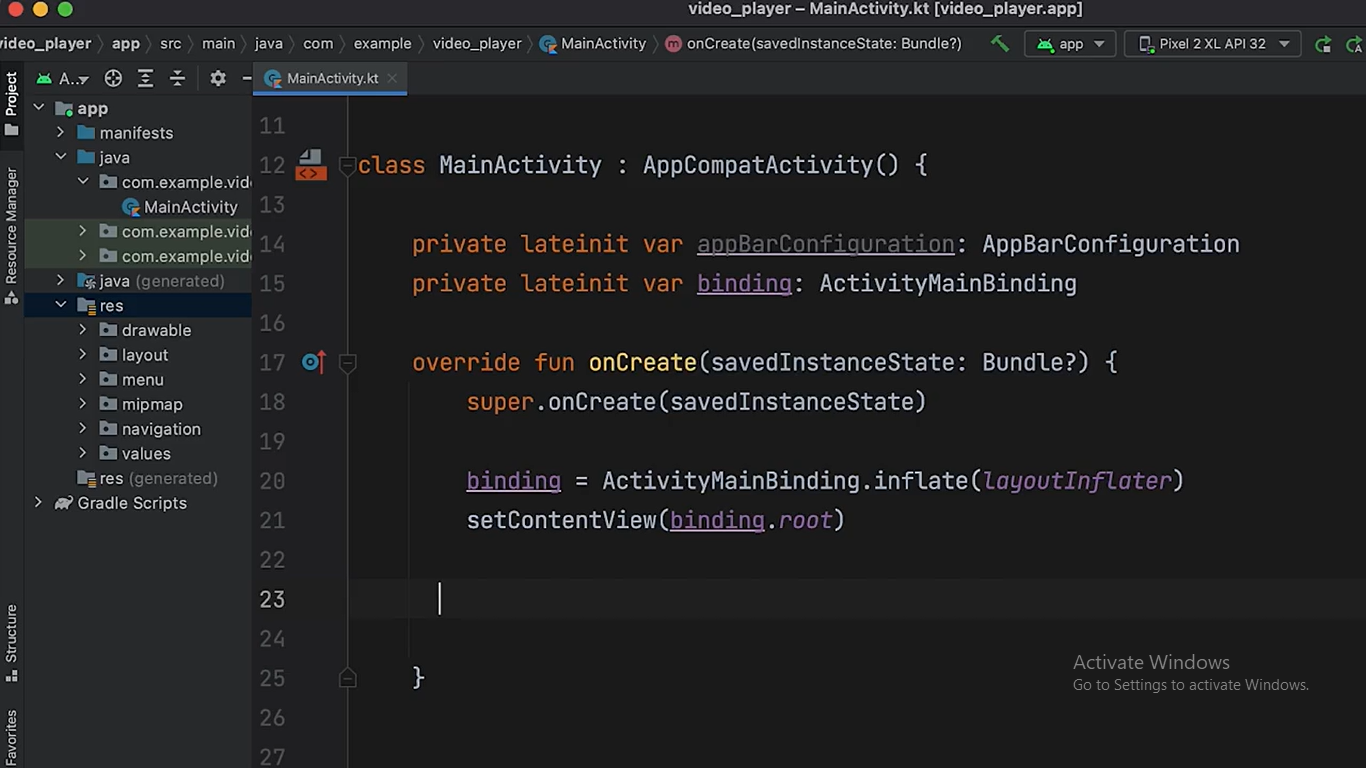 video_player – MainActivity.kt [video_player.app]
video_player app src main java com example video_player MainActivity onCreate(savedInstanceState: Bundle?) app Pixel 2 XL API 32
Project
Resource Manager
Structure
Favorites
A..
app
manifests
java
com.example.vid
MainActivity
com.example.vid
com.example.vid
java (generated)
res
drawable
layout
menu
mipmap
navigation
values
res (generated)
Gradle Scripts
MainActivity.kt
11
12 class MainActivity : AppCompatActivity() {
13
14 private lateinit var appBarConfiguration: AppBarConfiguration
15 private lateinit var binding: ActivityMainBinding
16
17 override fun onCreate(savedInstanceState: Bundle?) {
18 super.onCreate(savedInstanceState)
19
20 binding = ActivityMainBinding.inflate(layoutInflater)
21 setContentView(binding.root)
22
23
24
25 }
26
27
Activate Windows
Go to Settings to activate Windows.